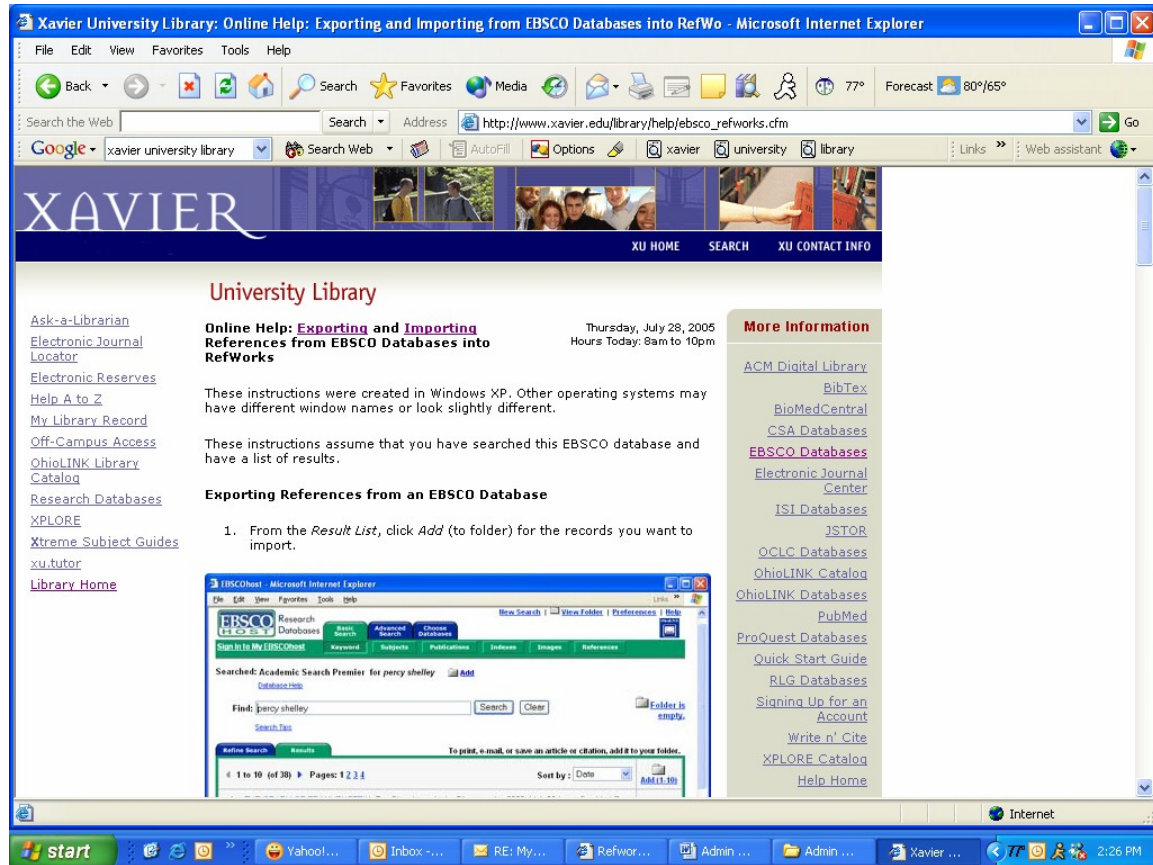 Xavier University Library: Online Help: Exporting and Importing from EBSCO Databases into RefWo - Microsoft Internet Explorer
File Edit View Favorites Tools Help
Back Search Favorites Media 77° Forecast 80°/65°
Search the Web Search Address http://www.xavier.edu/library/help/ebsco_refworks.cfm Go
Google xavier university library Search Web AutoFill Options xavier university library Links » Web assistant
XAVIER
XU HOME SEARCH XU CONTACT INFO
University Library
Ask-a-Librarian
Electronic Journal
Locator
Electronic Reserves
Help A to Z
My Library Record
Off-Campus Access
OhioLINK Library
Catalog
Research Databases
XPLORE
Xtreme Subject Guides
xu.tutor
Library Home
Online Help: Exporting and Importing
References from EBSCO Databases into
RefWorks
Thursday, July 28, 2005
Hours Today: 8am to 10pm
These instructions were created in Windows XP. Other operating systems may
have different window names or look slightly different.
These instructions assume that you have searched this EBSCO database and
have a list of results.
Exporting References from an EBSCO Database
1. From the Result List, click Add (to folder) for the records you want to
import.
EBSCOhost - Microsoft Internet Explorer
File Edit View Favorites Tools Help Links »
New Search | View Folder | Preferences | Help
EBSCO HOST Research Databases
Basic Search Advanced Search Choose Databases
Sign In to My EBSCOhost Keyword Subjects Publications Indexes Images References
Searched: Academic Search Premier for percy shelley Add
Database Help
Find: percy shelley Search Clear Folder is
empty.
Search Tips
Refine Search Results To print, e-mail, or save an article or citation, add it to your folder.
1 to 10 (of 38) Pages: 1 2 3 4 Sort by: Date Add (1-10)
More Information
ACM Digital Library
BibTex
BioMedCentral
CSA Databases
EBSCO Databases
Electronic Journal
Center
ISI Databases
JSTOR
OCLC Databases
OhioLINK Catalog
OhioLINK Databases
PubMed
ProQuest Databases
Quick Start Guide
RLG Databases
Signing Up for an
Account
Write n' Cite
XPLORE Catalog
Help Home
Internet
start » Yahoo!... Inbox -... RE: My... Refwor... Admin ... Admin ... Xavier ... 77° 2:26 PM